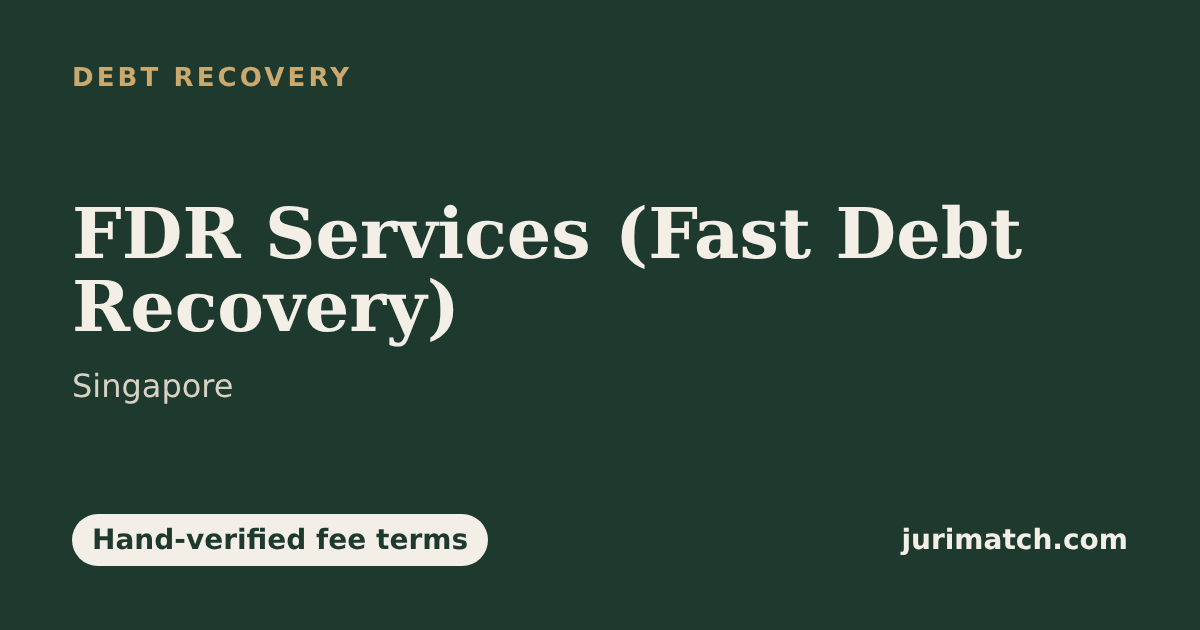 DEBT RECOVERY
FDR Services (Fast Debt
Recovery)
Singapore
Hand-verified fee terms
jurimatch.com